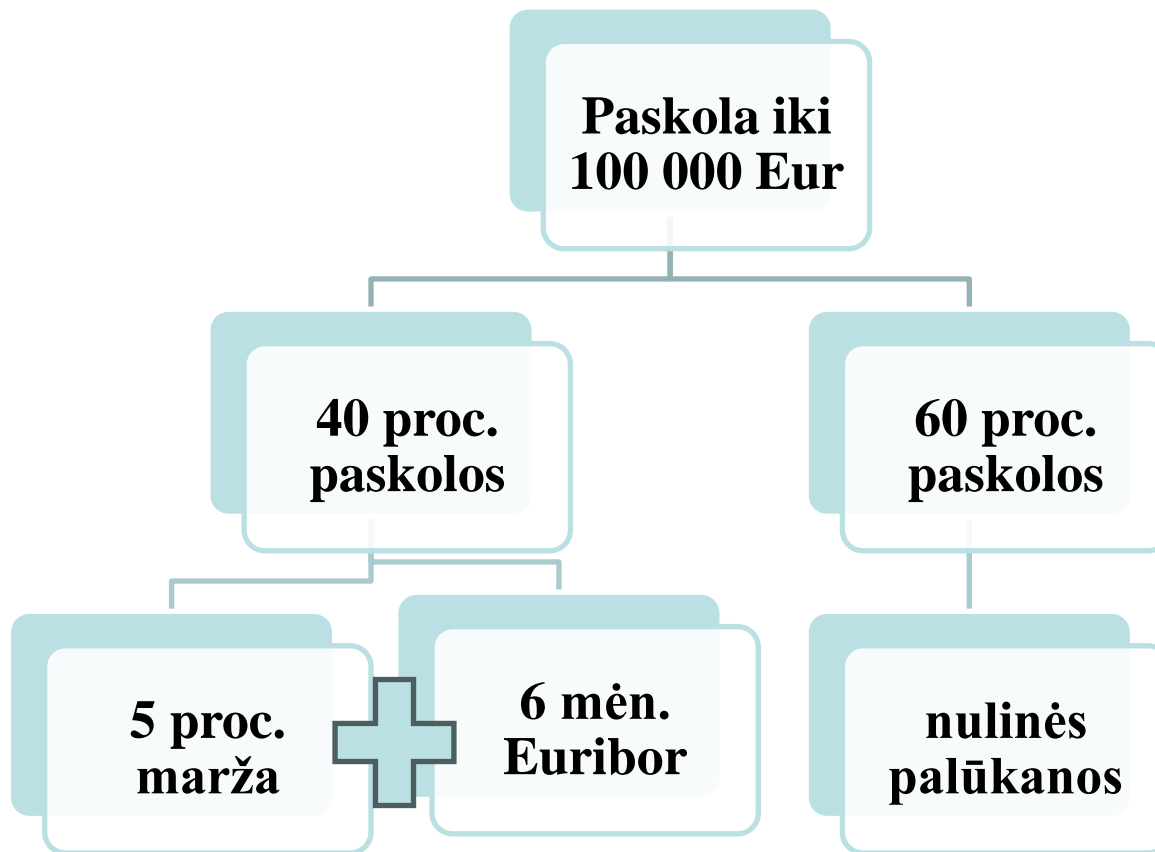 Paskola iki
100 000 Eur
40 proc.
paskolos
60 proc.
paskolos
5 proc.
marža
6 mėn.
Euribor
nulinės
palūkanos